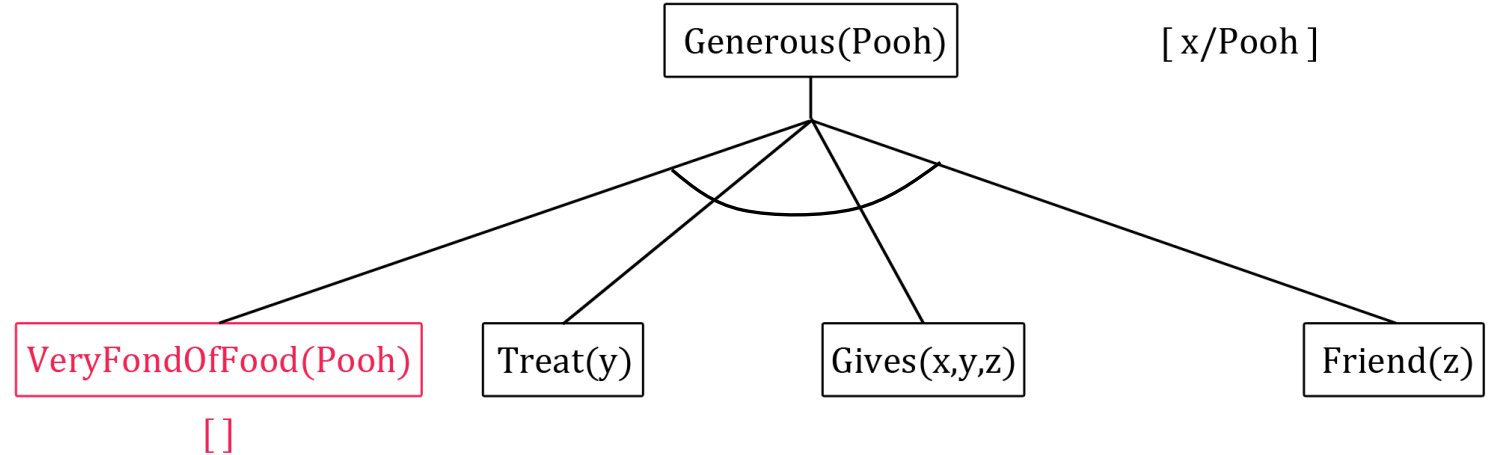 Generous(Pooh)
[ x/Pooh ]
VeryFondOfFood(Pooh)
Treat(y)
Gives(x,y,z)
Friend(z)
[ ]